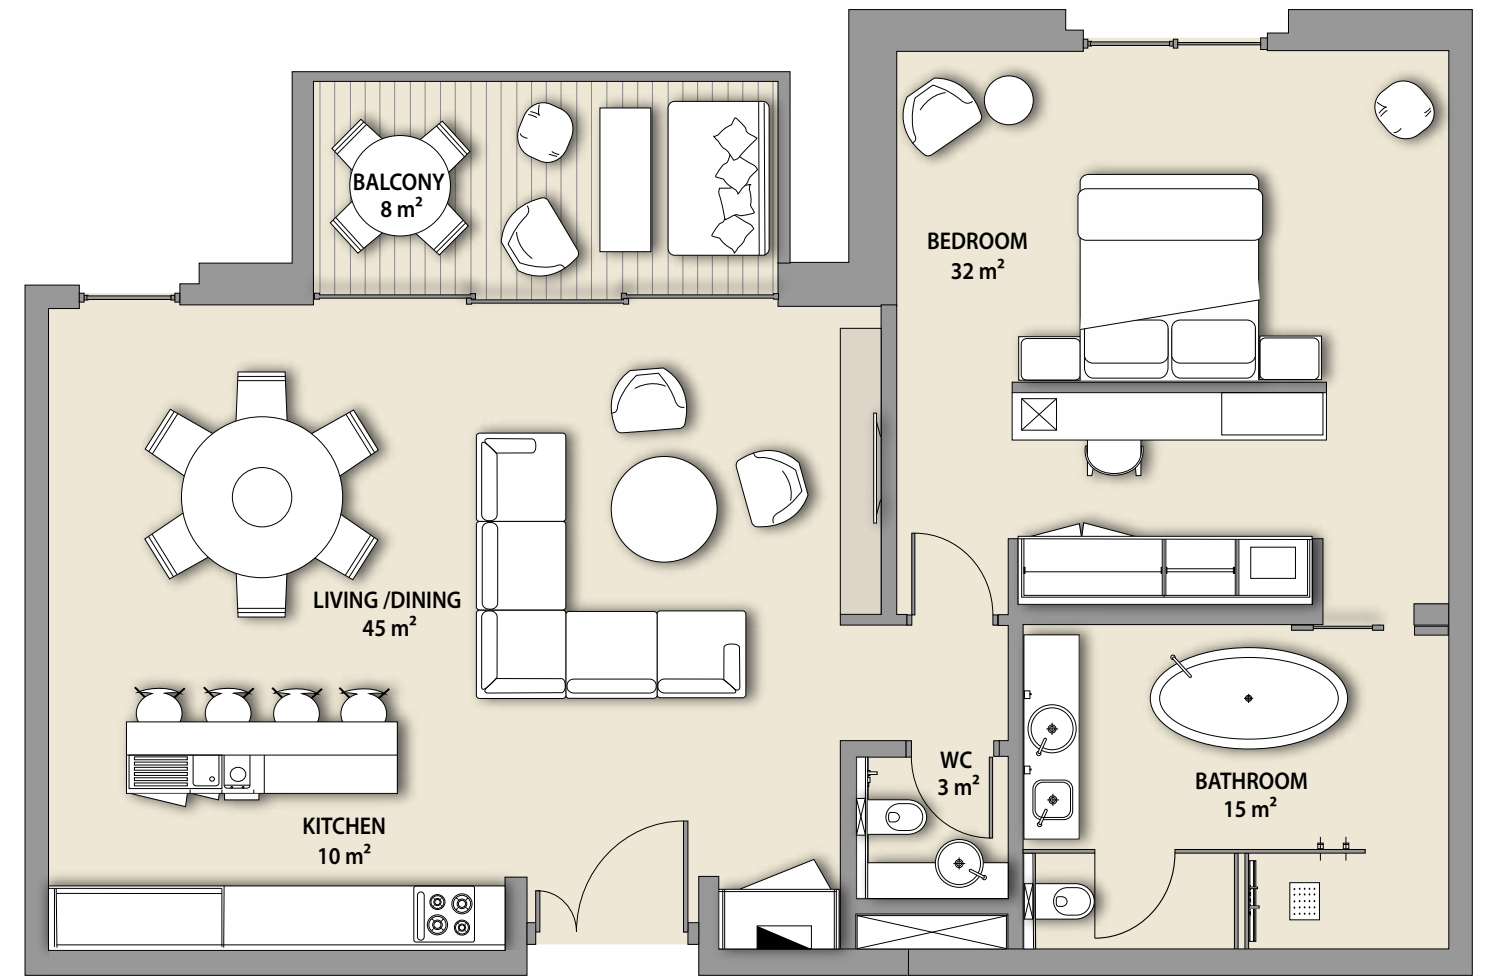 BALCONY
8 m²
BEDROOM
32 m²
LIVING /DINING
45 m²
WC
3 m²
BATHROOM
15 m²
KITCHEN
10 m²